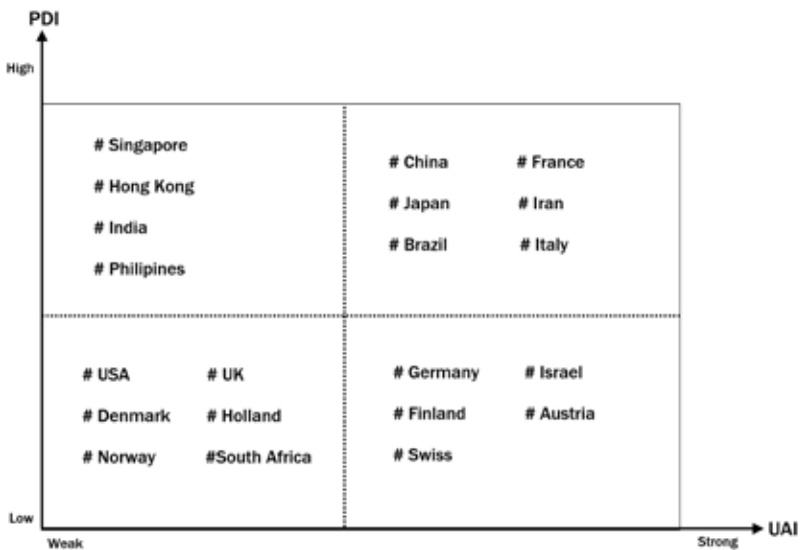 PDI
High
# Singapore
# Hong Kong
# India
# Philipines
# China
# France
# Japan
# Iran
# Brazil
# Italy
# USA
# UK
# Denmark
# Holland
# Norway
#South Africa
# Germany
# Israel
# Finland
# Austria
# Swiss
Low
Weak
Strong
UAI